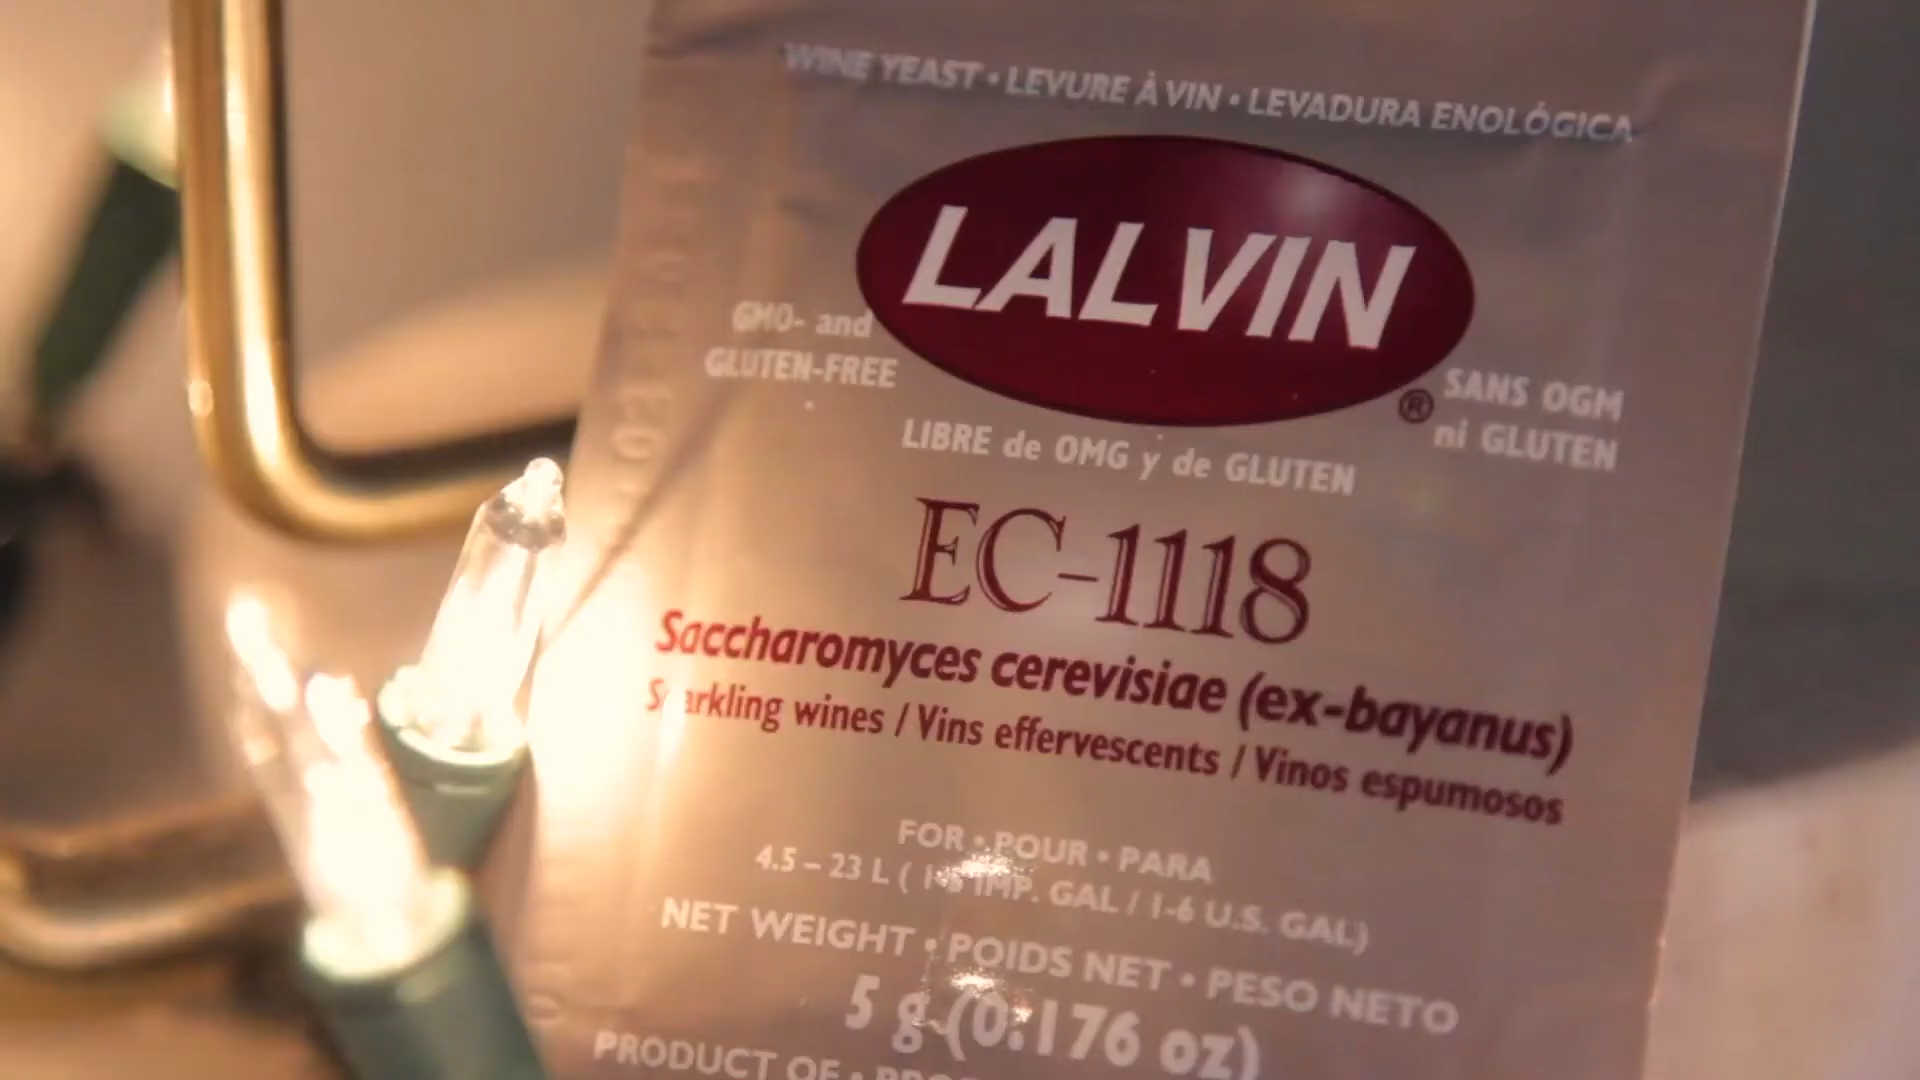 WINE YEAST • LEVURE À VIN • LEVADURA ENOLÓGICA
LALVIN®
GMO- and
GLUTEN-FREE
SANS OGM
ni GLUTEN
LIBRE de OMG y de GLUTEN
EC-1118
Saccharomyces cerevisiae (ex-bayanus)
Sparkling wines / Vins effervescents / Vinos espumosos
FOR • POUR • PARA
4.5 – 23 L ( IMP. GAL / 1-6 U.S. GAL)
NET WEIGHT • POIDS NET • PESO NETO
5 g (0.176 oz)
PRODUCT OF •